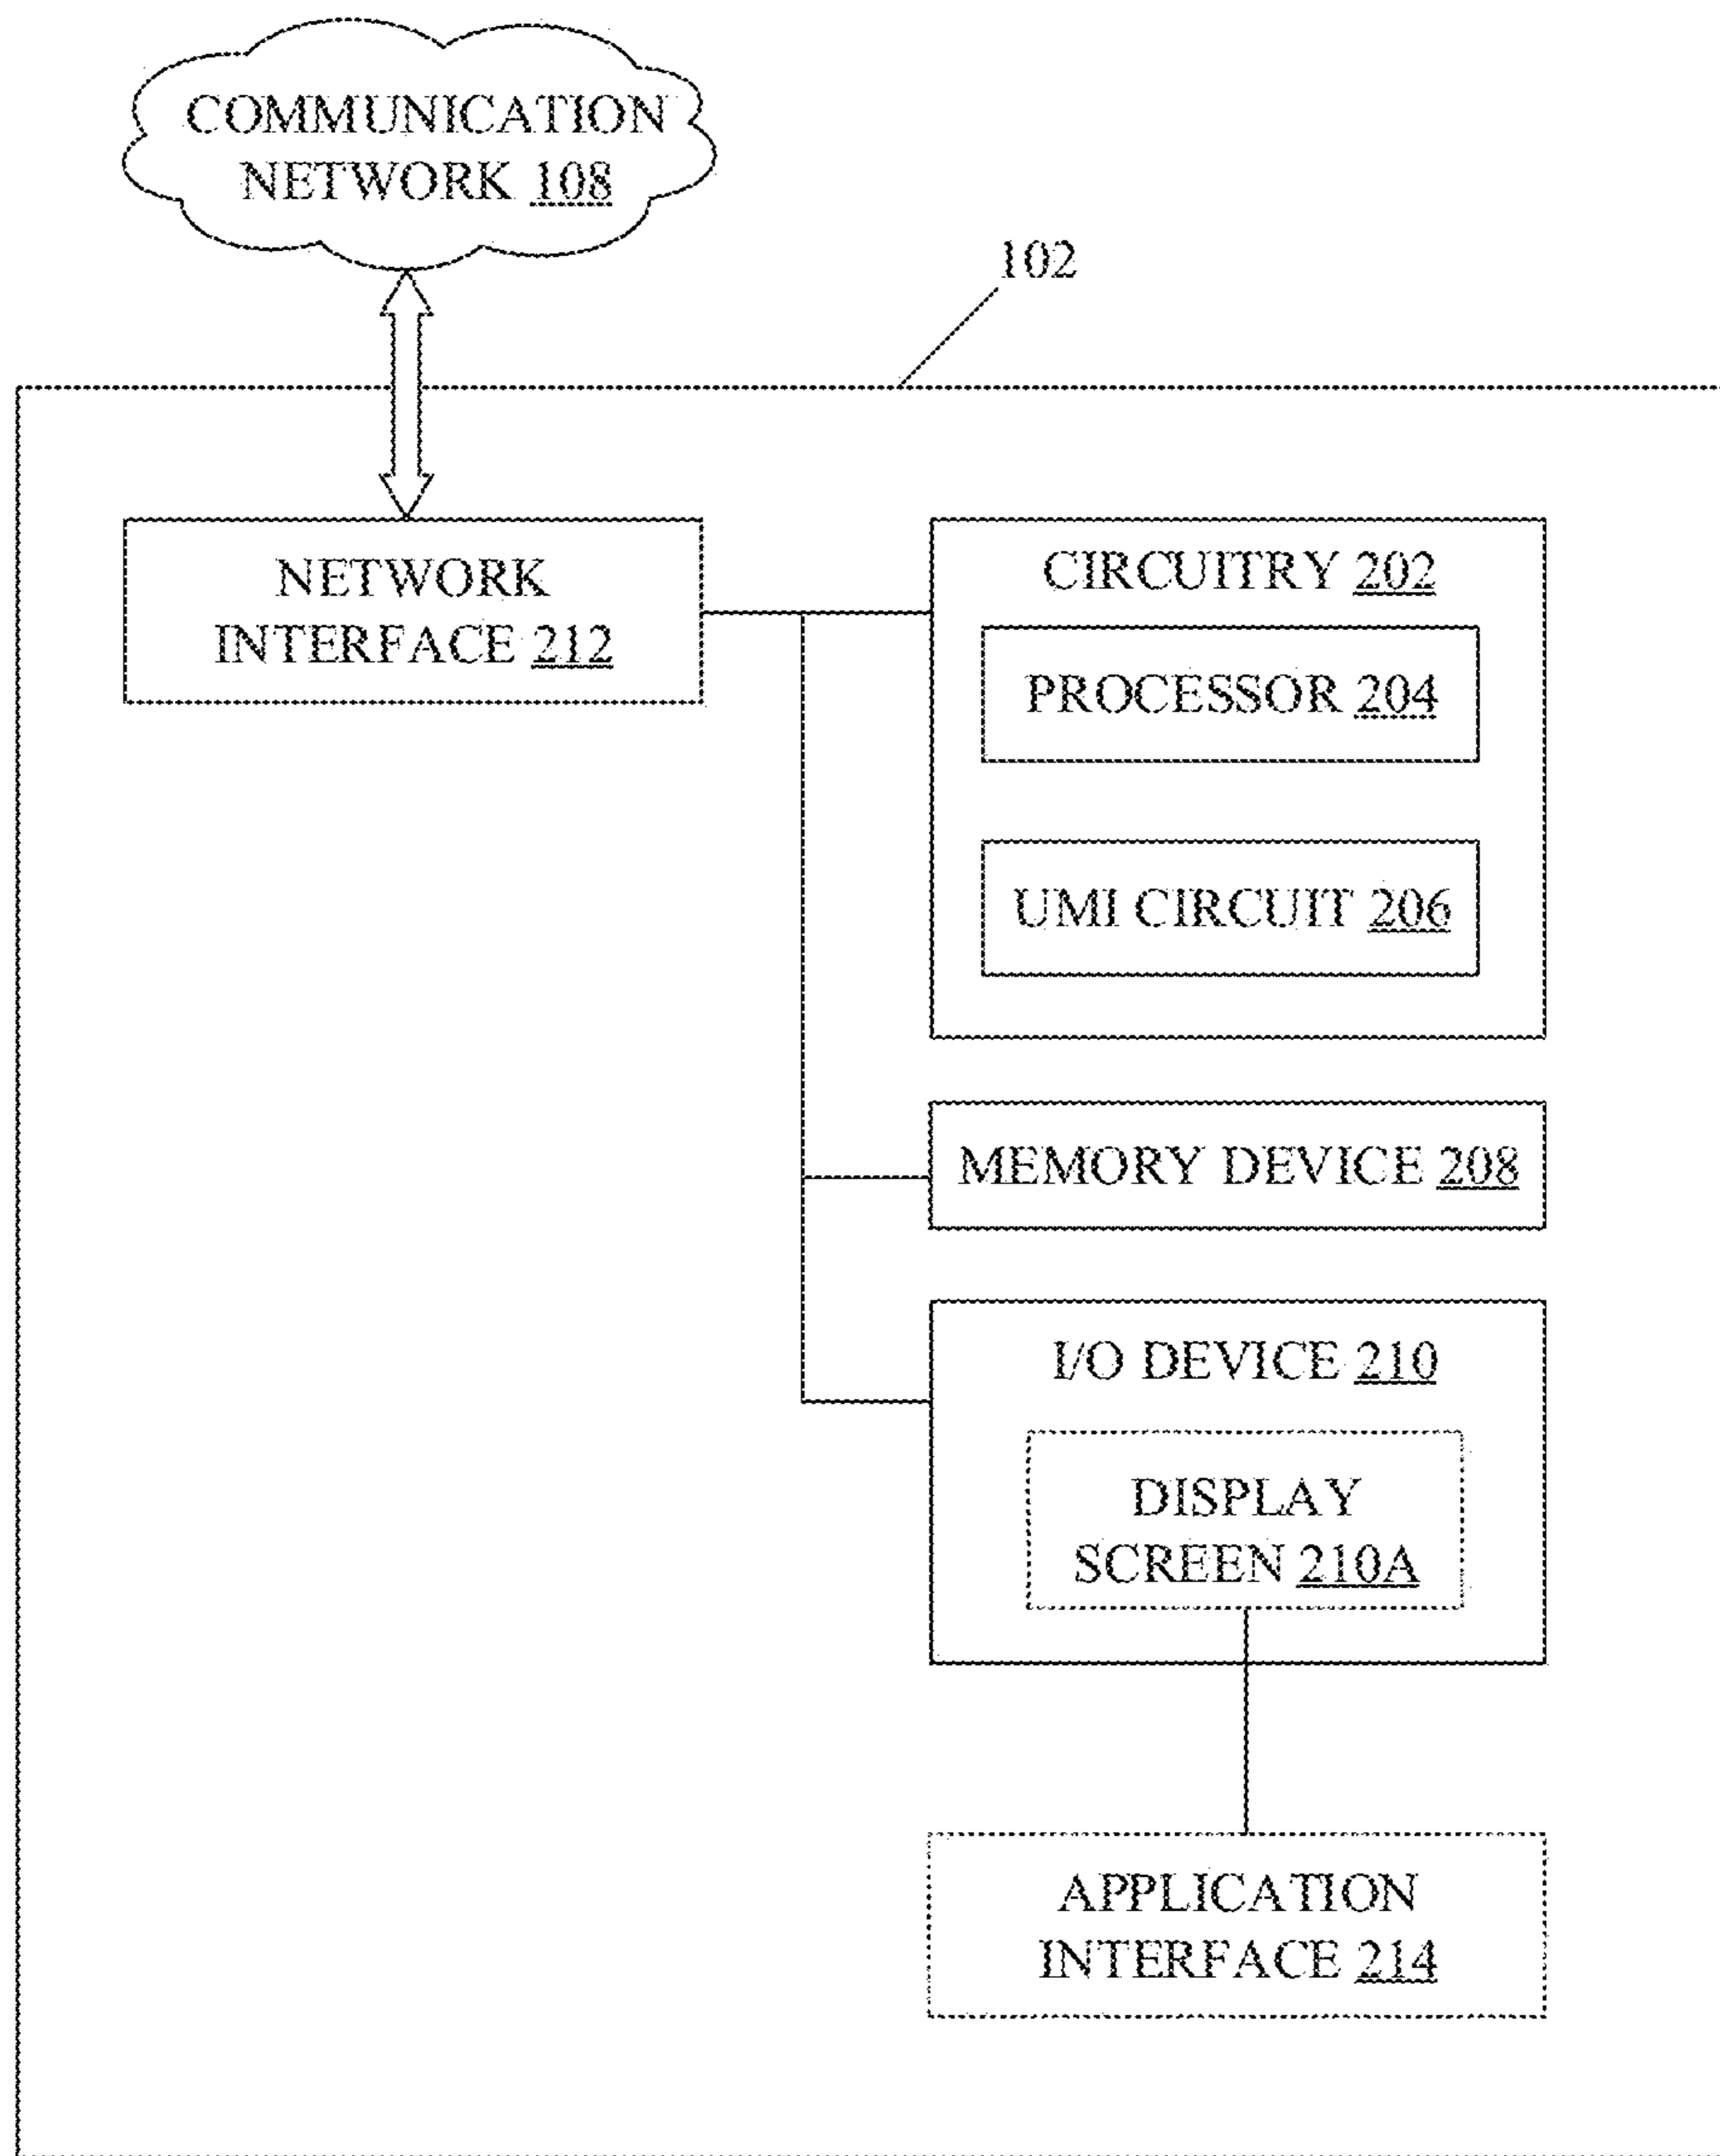 COMMUNICATION
NETWORK 108
102
NETWORK
INTERFACE 212
CIRCUITRY 202
PROCESSOR 204
UMI CIRCUIT 206
MEMORY DEVICE 208
I/O DEVICE 210
DISPLAY
SCREEN 210A
APPLICATION
INTERFACE 214